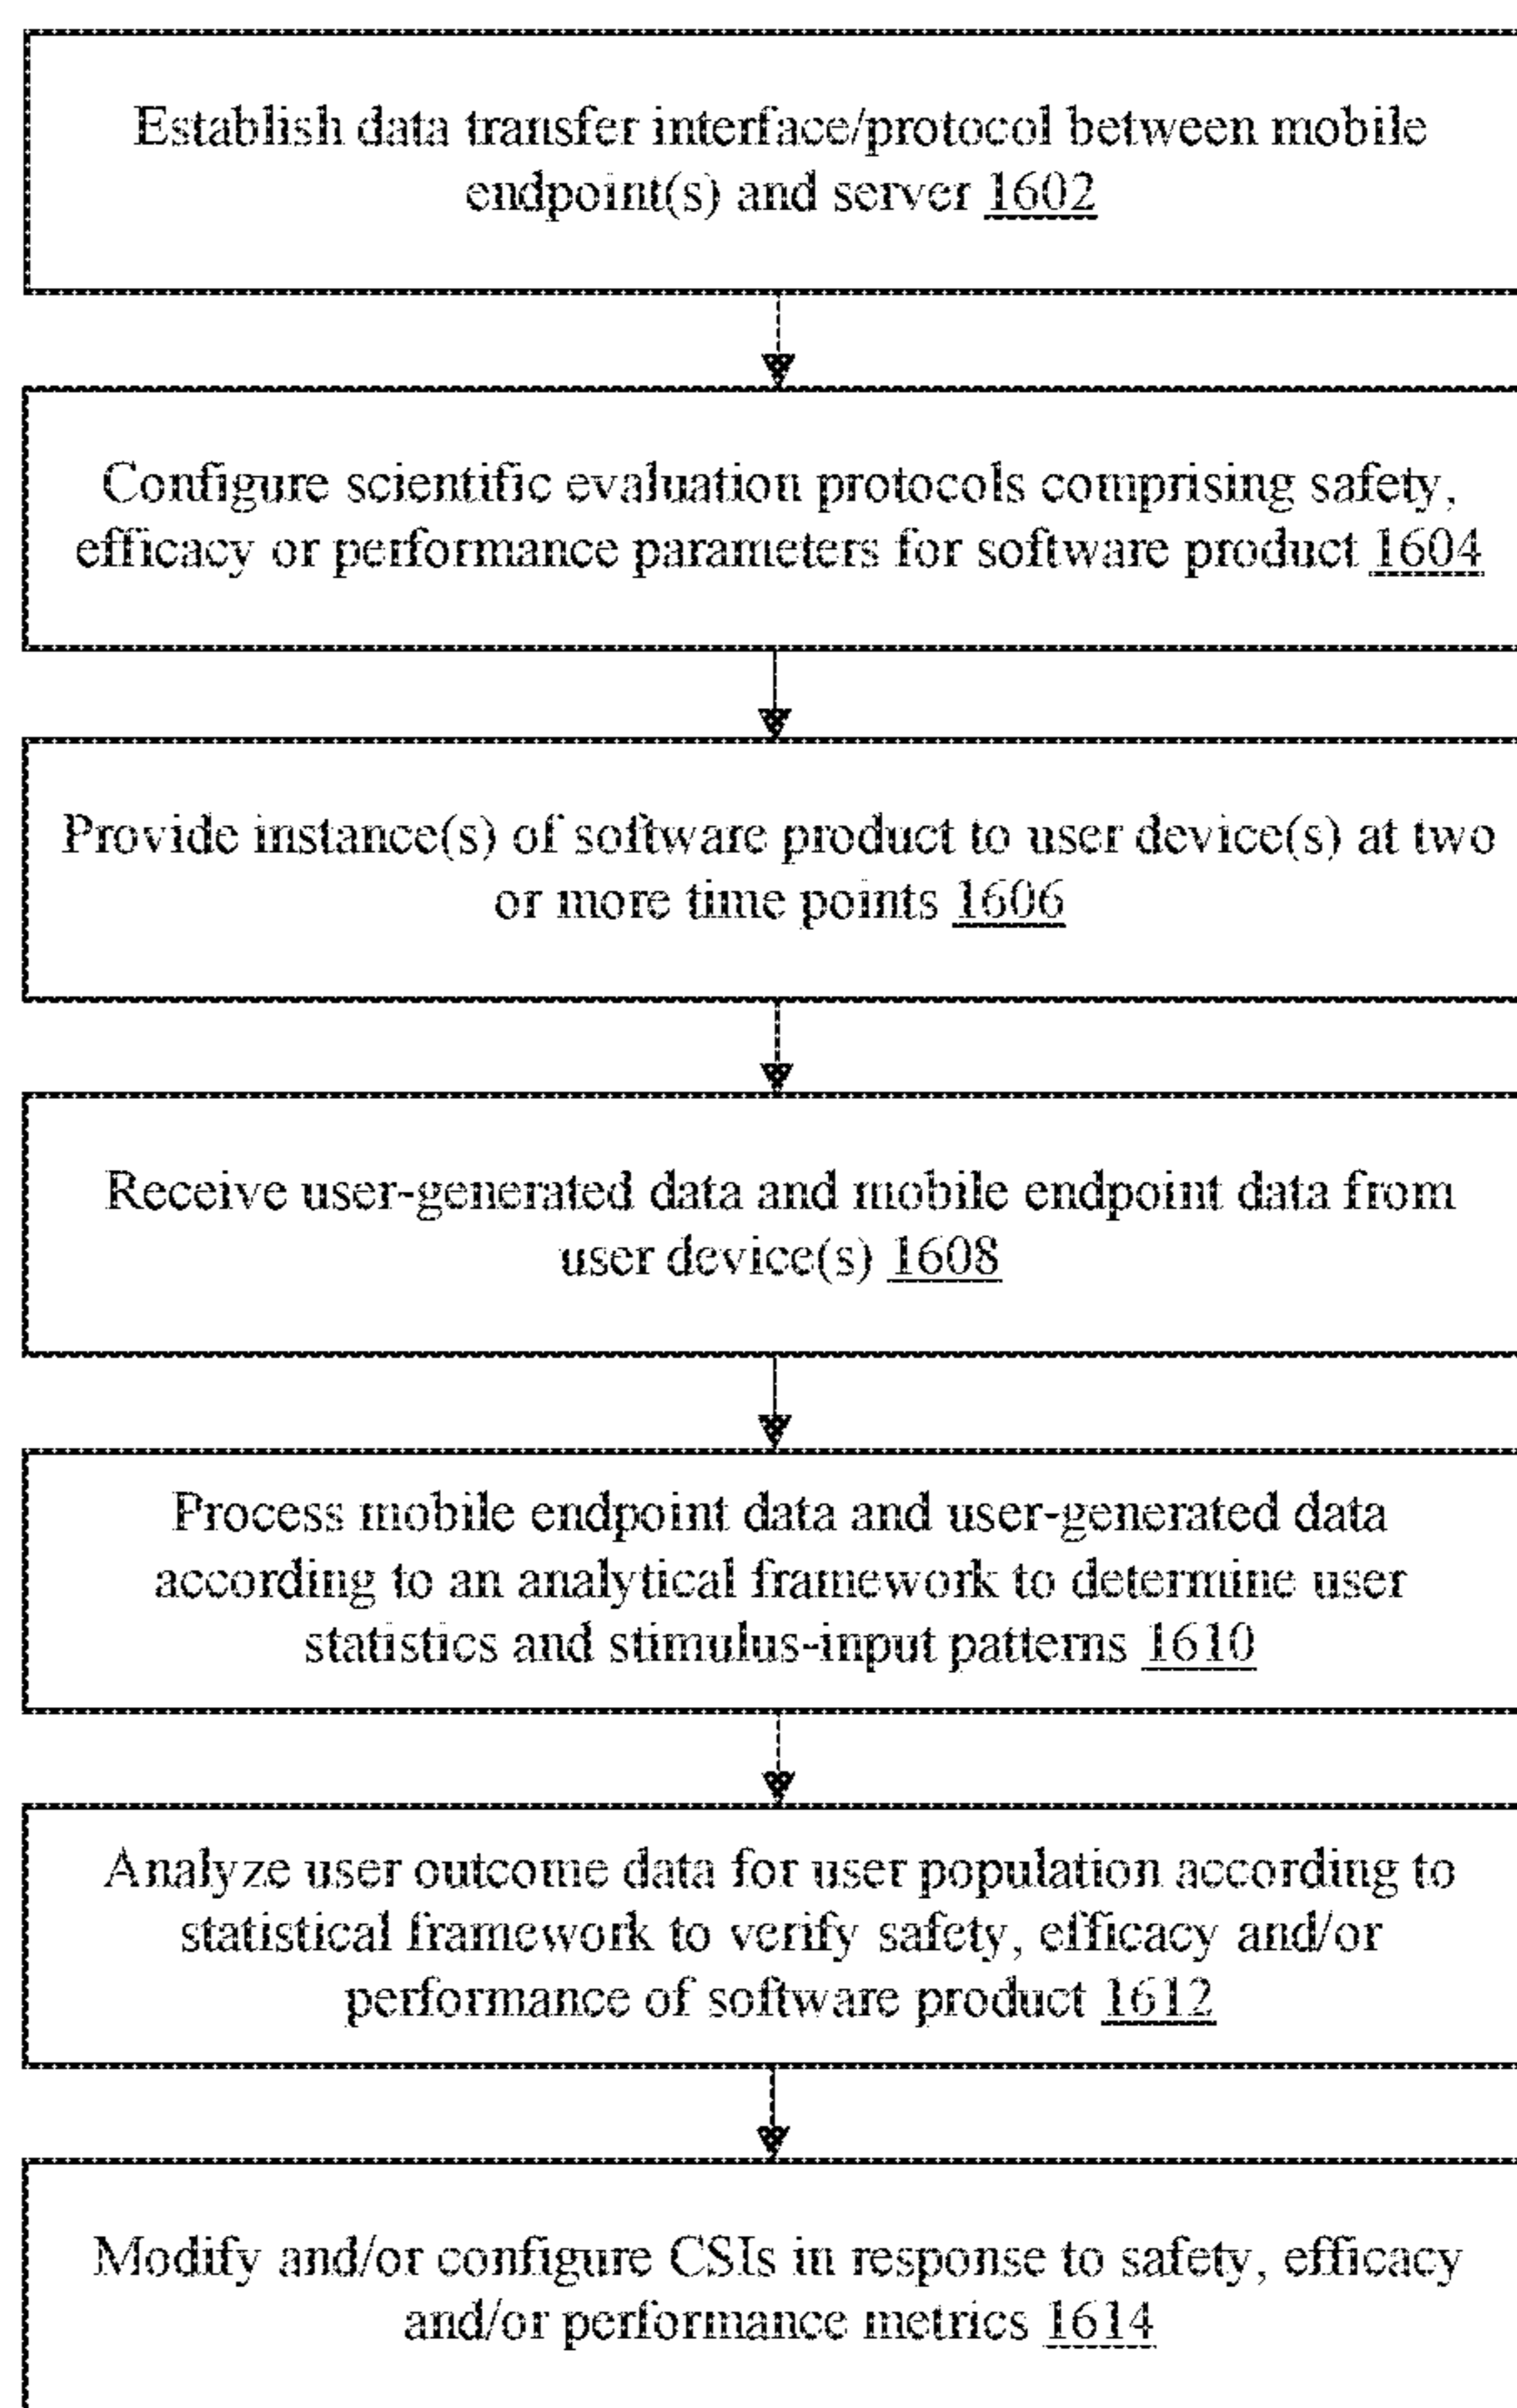 Establish data transfer interface/protocol between mobile
endpoint(s) and server 1602
Configure scientific evaluation protocols comprising safety,
efficacy or performance parameters for software product 1604
Provide instance(s) of software product to user device(s) at two
or more time points 1606
Receive user-generated data and mobile endpoint data from
user device(s) 1608
Process mobile endpoint data and user-generated data
according to an analytical framework to determine user
statistics and stimulus-input patterns 1610
Analyze user outcome data for user population according to
statistical framework to verify safety, efficacy and/or
performance of software product 1612
Modify and/or configure CSIs in response to safety, efficacy
and/or performance metrics 1614